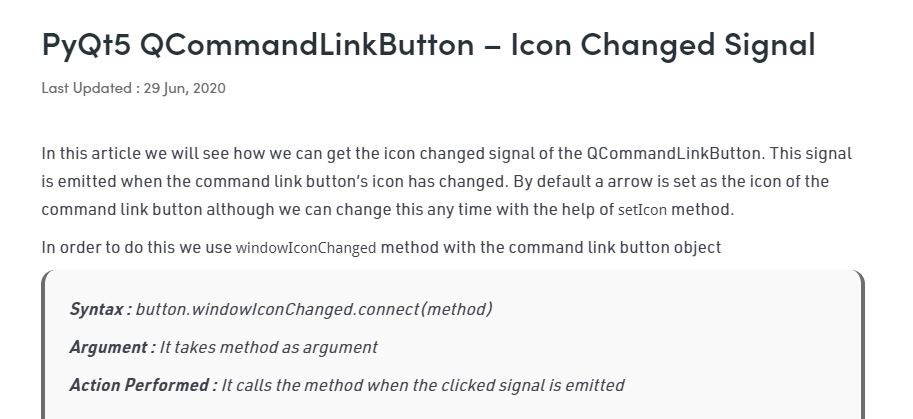 PyQt5 QCommandLinkButton – Icon Changed Signal
Last Updated : 29 Jun, 2020
In this article we will see how we can get the icon changed signal of the QCommandLinkButton. This signal
is emitted when the command link button's icon has changed. By default a arrow is set as the icon of the
command link button although we can change this any time with the help of setIcon method.
In order to do this we use windowIconChanged method with the command link button object
Syntax : button.windowIconChanged.connect(method)
Argument : It takes method as argument
Action Performed : It calls the method when the clicked signal is emitted